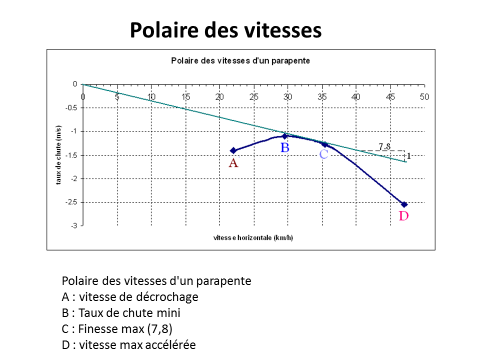 Polaire des vitesses
Polaire des vitesses d'un parapente
0
0 5 10 15 20 25 30 35 40 45 50
-0.5
-1
-1.5
-2
-2.5
-3
taux de chute (m/s)
7,8
1
A
B
C
D
vitesse horizontale (km/h)
Polaire des vitesses d'un parapente
A : vitesse de décrochage
B : Taux de chute mini
C : Finesse max (7,8)
D : vitesse max accélérée